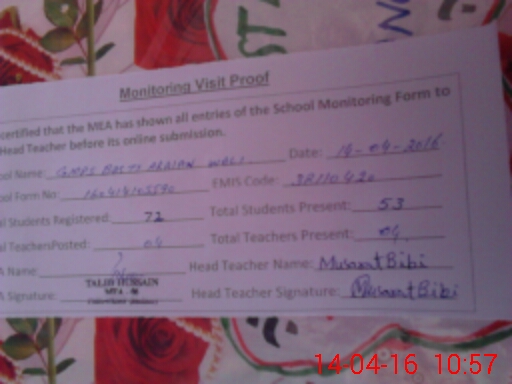 Monitoring Visit Proof
certified that the MEA has shown all entries of the School Monitoring Form to
Head Teacher before its online submission.
ool Name: GMPS BASTI ARAIAN WALI Date: 14-04-2016
ool Form No: EMIS Code:
al Students Registered: 72 Total Students Present: 53
al TeachersPosted: 04 Total Teachers Present: 04
A Name: Head Teacher Name: Musarat Bibi
TALIB HUSSAIN
A Signature: Head Teacher Signature: Musarat Bibi
14-04-16 10:57